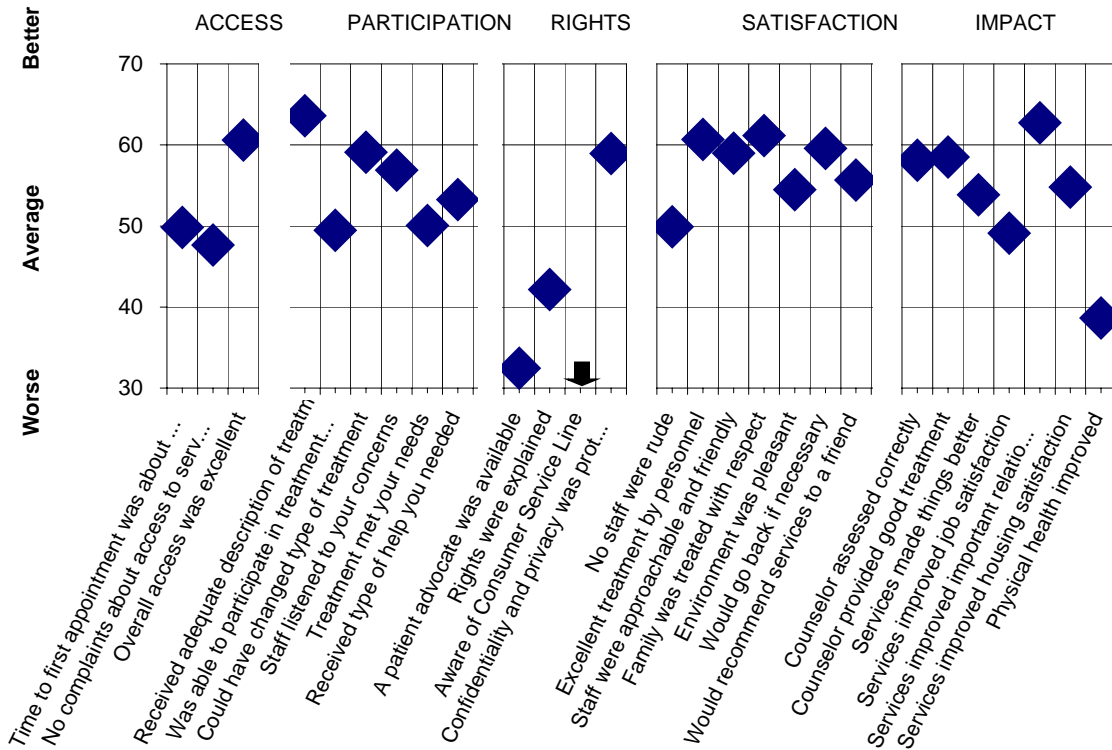 ACCESS
PARTICIPATION
RIGHTS
SATISFACTION
IMPACT
Better
Average
Worse
70
60
50
40
30
Time to first appointment was about ...
No complaints about access to serv...
Overall access was excellent
Received adequate description of treatm
Was able to participate in treatment...
Could have changed type of treatment
Staff listened to your concerns
Treatment met your needs
Received type of help you needed
A patient advocate was available
Rights were explained
Aware of Consumer Service Line
Confidentiality and privacy was prot...
No staff were rude
Excellent treatment by personnel
Staff were approachable and friendly
Family was treated with respect
Environment was pleasant
Would go back if necessary
Would recommend services to a friend
Counselor assessed correctly
Counselor provided good treatment
Services made things better
Services improved job satisfaction
Services improved important relatio...
Services improved housing satisfaction
Physical health improved